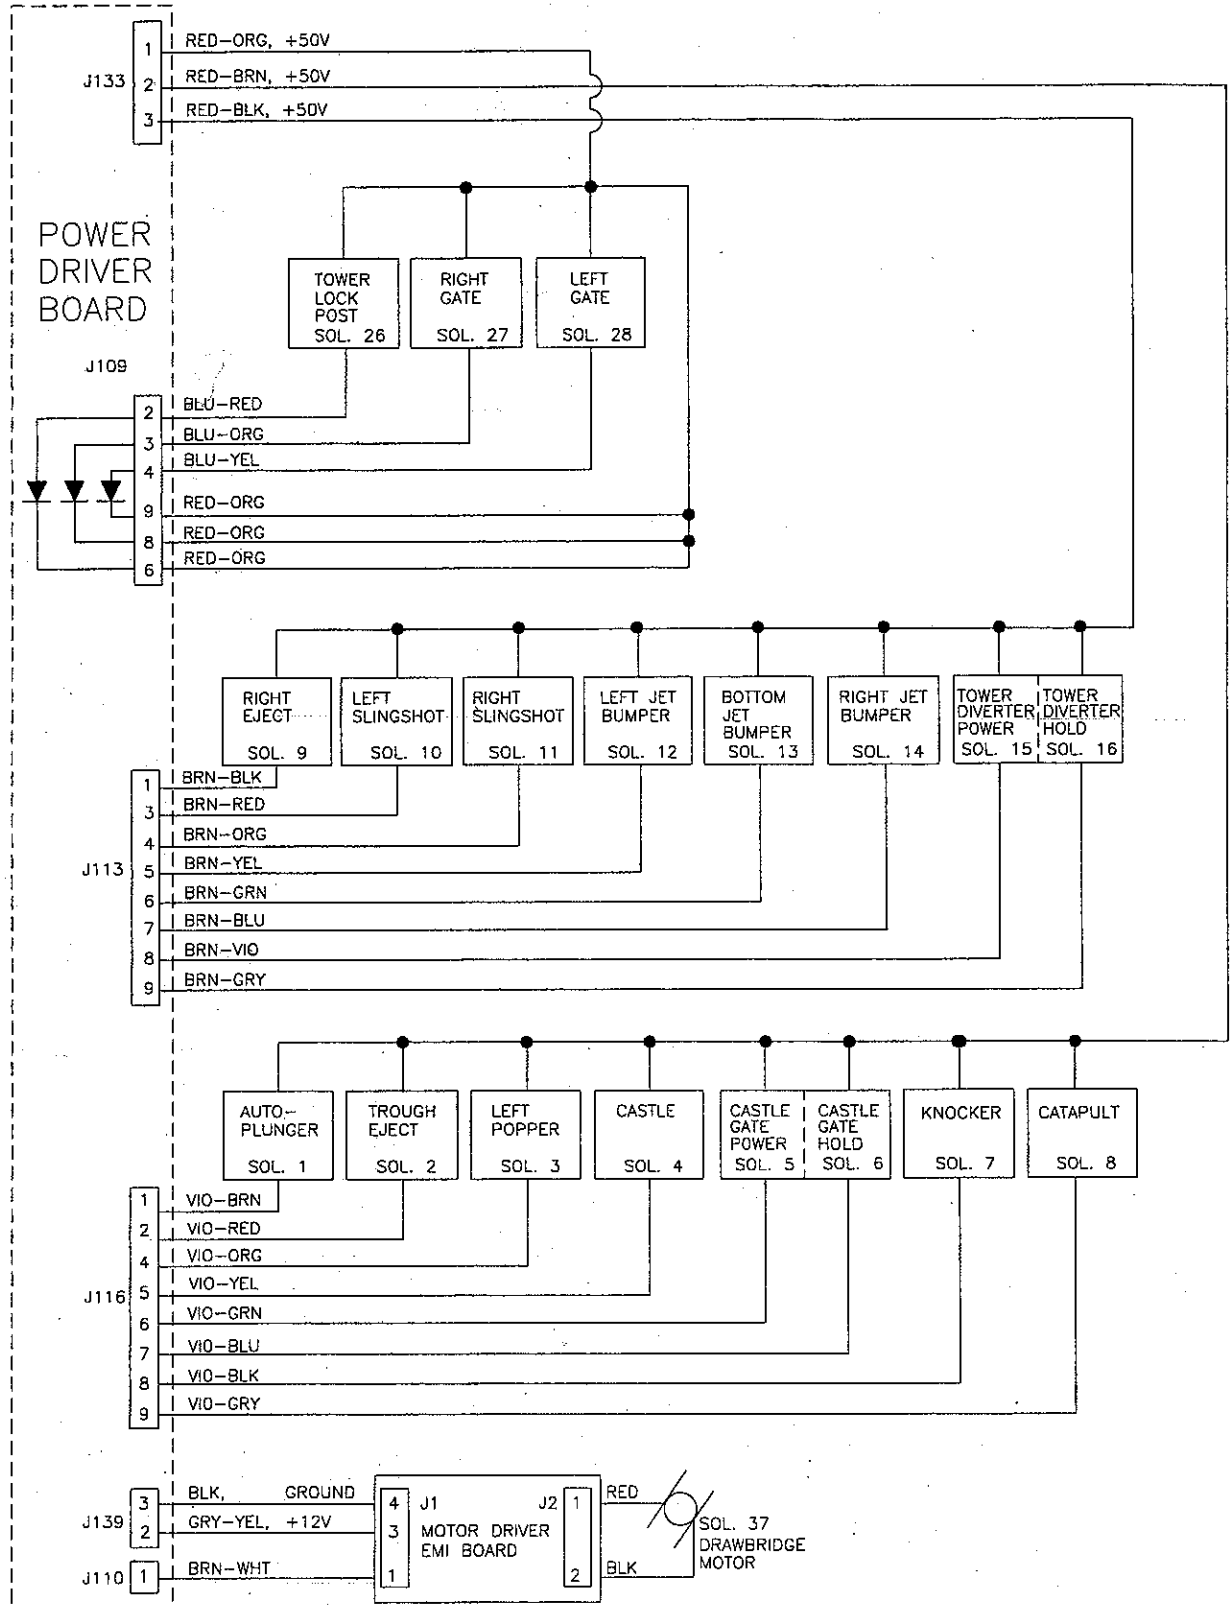 J133
1 RED-ORG, +50V
2 RED-BRN, +50V
3 RED-BLK, +50V
POWER
DRIVER
BOARD
TOWER
LOCK
POST
SOL. 26
RIGHT
GATE
SOL. 27
LEFT
GATE
SOL. 28
J109
2 BLU-RED
3 BLU-ORG
4 BLU-YEL
9 RED-ORG
8 RED-ORG
6 RED-ORG
RIGHT
EJECT
SOL. 9
LEFT
SLINGSHOT
SOL. 10
RIGHT
SLINGSHOT
SOL. 11
LEFT JET
BUMPER
SOL. 12
BOTTOM
JET
BUMPER
SOL. 13
RIGHT JET
BUMPER
SOL. 14
TOWER
DIVERTER
POWER
SOL. 15
TOWER
DIVERTER
HOLD
SOL. 16
J113
1 BRN-BLK
3 BRN-RED
4 BRN-ORG
5 BRN-YEL
6 BRN-GRN
7 BRN-BLU
8 BRN-VIO
9 BRN-GRY
AUTO-
PLUNGER
SOL. 1
TROUGH
EJECT
SOL. 2
LEFT
POPPER
SOL. 3
CASTLE
SOL. 4
CASTLE
GATE
POWER
SOL. 5
CASTLE
GATE
HOLD
SOL. 6
KNOCKER
SOL. 7
CATAPULT
SOL. 8
J116
1 VIO-BRN
2 VIO-RED
4 VIO-ORG
5 VIO-YEL
6 VIO-GRN
7 VIO-BLU
8 VIO-BLK
9 VIO-GRY
J139
3 BLK, GROUND
2 GRY-YEL, +12V
J110 1 BRN-WHT
4 J1
3
1
MOTOR DRIVER
EMI BOARD
J2 1 RED
2 BLK
SOL. 37
DRAWBRIDGE
MOTOR